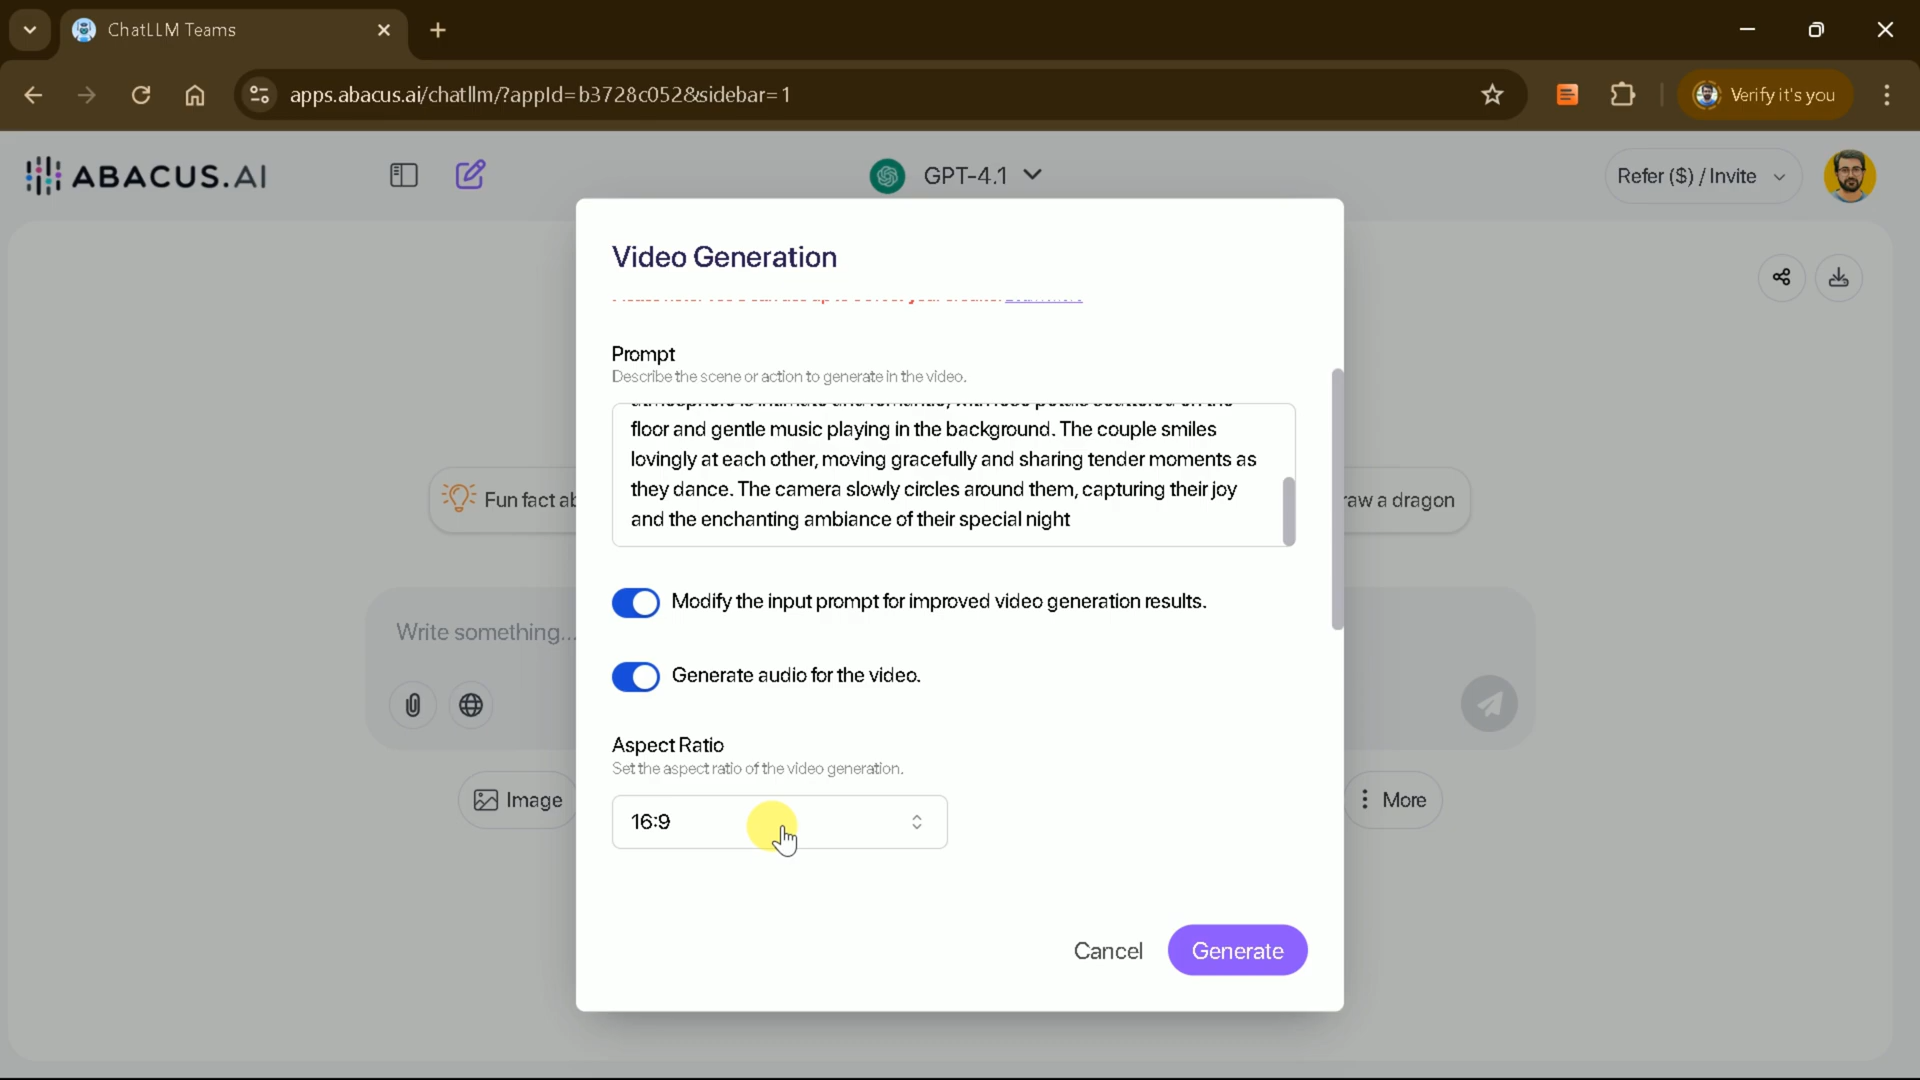 ChatLLM Teams
apps.abacus.ai/chatllm/?appId=b3728c052&sidebar=1
Verify it's you
ABACUS.AI
GPT-4.1
Refer ($) / Invite
Video Generation
Prompt
Describe the scene or action to generate in the video.
floor and gentle music playing in the background. The couple smiles
lovingly at each other, moving gracefully and sharing tender moments as
they dance. The camera slowly circles around them, capturing their joy
and the enchanting ambiance of their special night
Fun fact ab
raw a dragon
Modify the input prompt for improved video generation results.
Write something...
Generate audio for the video.
Aspect Ratio
Set the aspect ratio of the video generation.
Image
16:9
More
Cancel
Generate